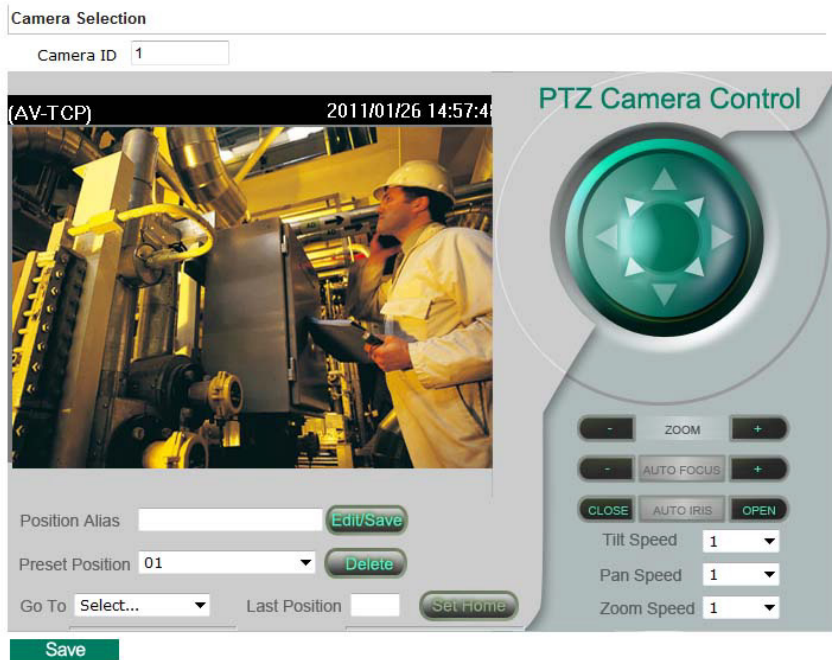 Camera Selection
Camera ID 1
(AV-TCP) 2011/01/26 14:57:48
PTZ Camera Control
- ZOOM +
- AUTO FOCUS +
CLOSE AUTO IRIS OPEN
Tilt Speed 1
Pan Speed 1
Zoom Speed 1
Position Alias Edit/Save
Preset Position 01 Delete
Go To Select... Last Position Set Home
Save